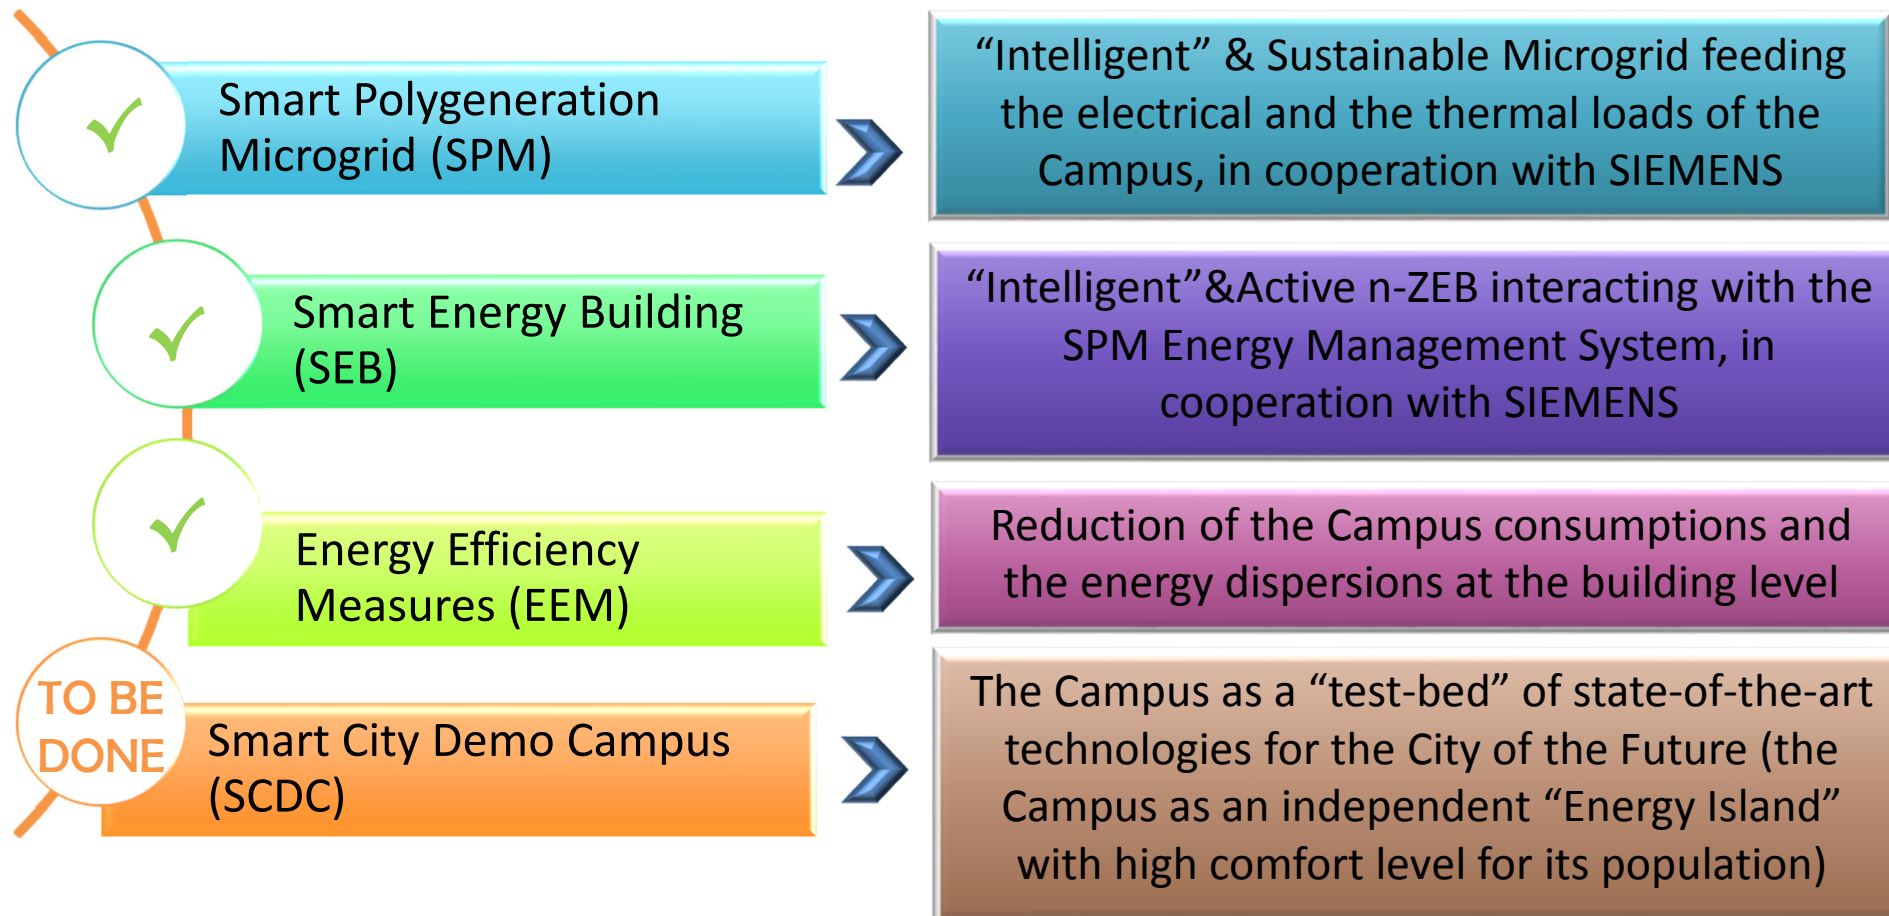 Smart Polygeneration
Microgrid (SPM)
“Intelligent” & Sustainable Microgrid feeding
the electrical and the thermal loads of the
Campus, in cooperation with SIEMENS
Smart Energy Building
(SEB)
“Intelligent”&Active n-ZEB interacting with the
SPM Energy Management System, in
cooperation with SIEMENS
Energy Efficiency
Measures (EEM)
Reduction of the Campus consumptions and
the energy dispersions at the building level
TO BE
DONE
Smart City Demo Campus
(SCDC)
The Campus as a “test-bed” of state-of-the-art
technologies for the City of the Future (the
Campus as an independent “Energy Island”
with high comfort level for its population)